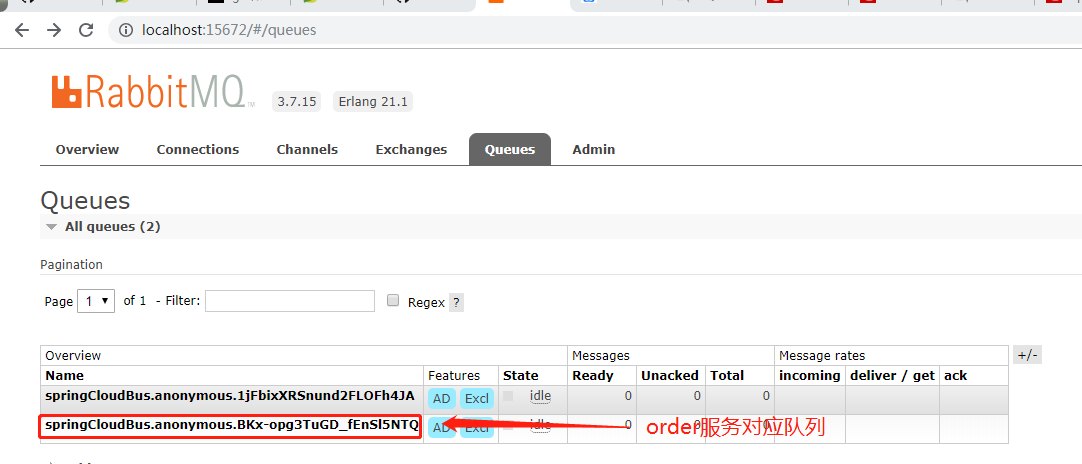 localhost:15672/#/queues
RabbitMQ TM 3.7.15 Erlang 21.1
Overview Connections Channels Exchanges Queues Admin
Queues
All queues (2)
Pagination
Page 1 of 1 - Filter: Regex ?
Overview Messages Message rates +/-
Name Features State Ready Unacked Total incoming deliver / get ack
springCloudBus.anonymous.1jFbixXRSnund2FLOFh4JA AD Excl idle 0 0 0
springCloudBus.anonymous.BKx-opg3TuGD_fEnSl5NTQ AD Excl idle 0 0 0
order服务对应队列